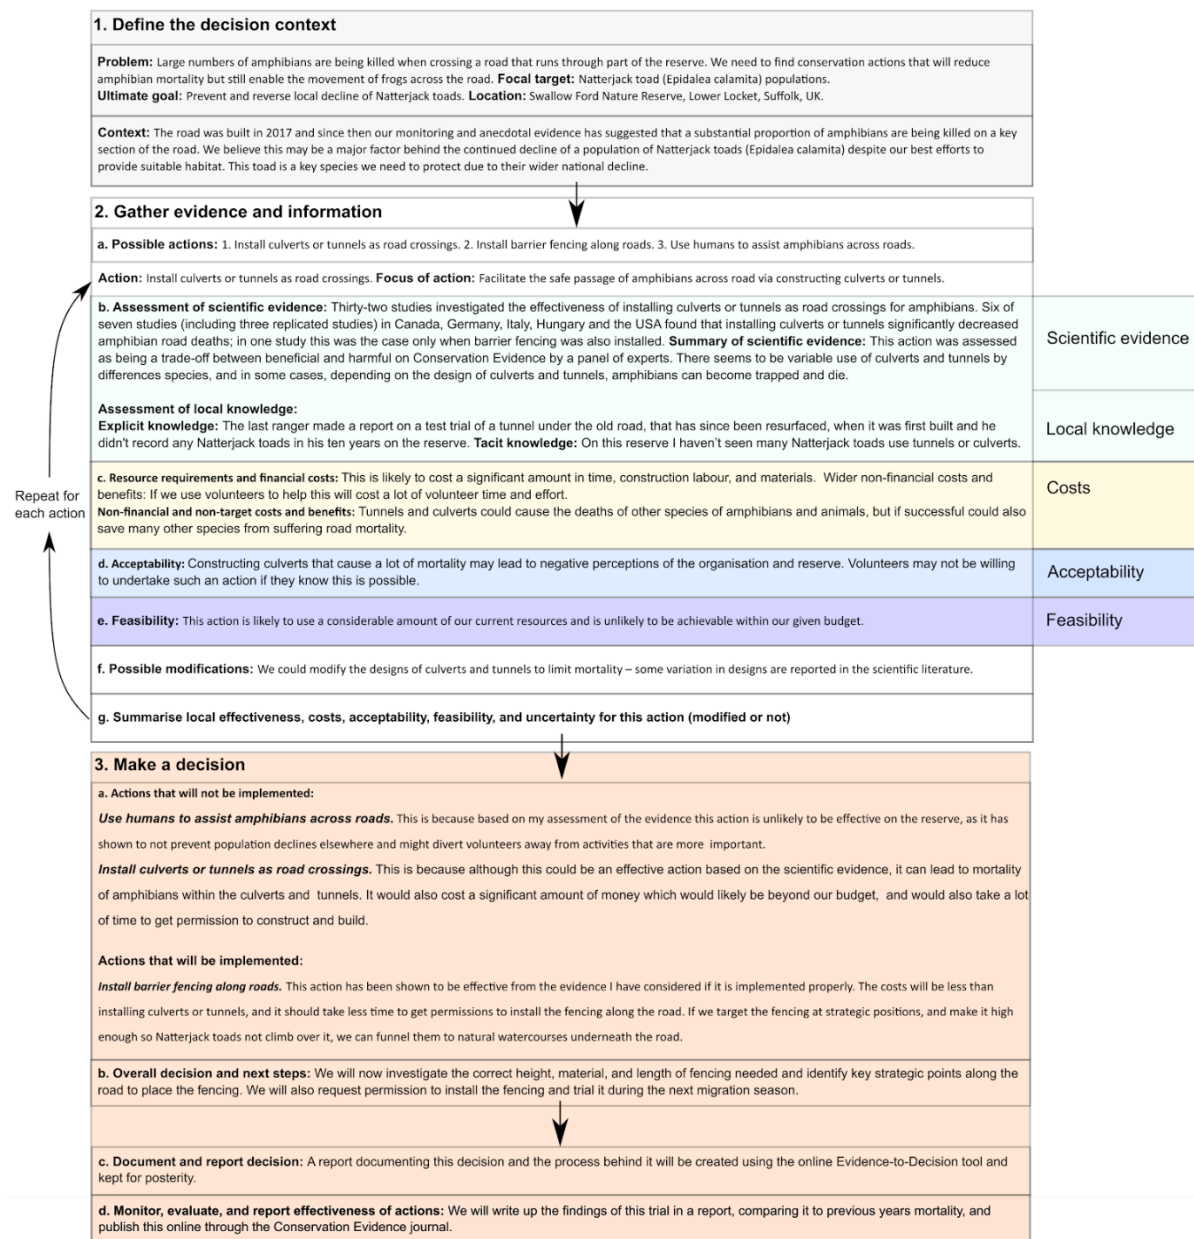 1. Define the decision context
Problem: Large numbers of amphibians are being killed when crossing a road that runs through part of the reserve. We need to find conservation actions that will reduce
amphibian mortality but still enable the movement of frogs across the road. Focal target: Natterjack toad (Epidalea calamita) populations.
Ultimate goal: Prevent and reverse local decline of Natterjack toads. Location: Swallow Ford Nature Reserve, Lower Locket, Suffolk, UK.
Context: The road was built in 2017 and since then our monitoring and anecdotal evidence has suggested that a substantial proportion of amphibians are being killed on a key
section of the road. We believe this may be a major factor behind the continued decline of a population of Natterjack toads (Epidalea calamita) despite our best efforts to
provide suitable habitat. This toad is a key species we need to protect due to their wider national decline.
2. Gather evidence and information
a. Possible actions: 1. Install culverts or tunnels as road crossings. 2. Install barrier fencing along roads. 3. Use humans to assist amphibians across roads.
Action: Install culverts or tunnels as road crossings. Focus of action: Facilitate the safe passage of amphibians across road via constructing culverts or tunnels.
b. Assessment of scientific evidence: Thirty-two studies investigated the effectiveness of installing culverts or tunnels as road crossings for amphibians. Six of
seven studies (including three replicated studies) in Canada, Germany, Italy, Hungary and the USA found that installing culverts or tunnels significantly decreased
amphibian road deaths; in one study this was the case only when barrier fencing was also installed. Summary of scientific evidence: This action was assessed
as being a trade-off between beneficial and harmful on Conservation Evidence by a panel of experts. There seems to be variable use of culverts and tunnels by
differences species, and in some cases, depending on the design of culverts and tunnels, amphibians can become trapped and die.
Scientific evidence
Assessment of local knowledge:
Explicit knowledge: The last ranger made a report on a test trial of a tunnel under the old road, that has since been resurfaced, when it was first built and he
didn't record any Natterjack toads in his ten years on the reserve. Tacit knowledge: On this reserve I haven't seen many Natterjack toads use tunnels or culverts.
Local knowledge
c. Resource requirements and financial costs: This is likely to cost a significant amount in time, construction labour, and materials. Wider non-financial costs and
benefits: If we use volunteers to help this will cost a lot of volunteer time and effort.
Non-financial and non-target costs and benefits: Tunnels and culverts could cause the deaths of other species of amphibians and animals, but if successful could also
save many other species from suffering road mortality.
Costs
Repeat for
each action
d. Acceptability: Constructing culverts that cause a lot of mortality may lead to negative perceptions of the organisation and reserve. Volunteers may not be willing
to undertake such an action if they know this is possible.
Acceptability
e. Feasibility: This action is likely to use a considerable amount of our current resources and is unlikely to be achievable within our given budget.
Feasibility
f. Possible modifications: We could modify the designs of culverts and tunnels to limit mortality – some variation in designs are reported in the scientific literature.
g. Summarise local effectiveness, costs, acceptability, feasibility, and uncertainty for this action (modified or not)
3. Make a decision
a. Actions that will not be implemented:
Use humans to assist amphibians across roads. This is because based on my assessment of the evidence this action is unlikely to be effective on the reserve, as it has
shown to not prevent population declines elsewhere and might divert volunteers away from activities that are more important.
Install culverts or tunnels as road crossings. This is because although this could be an effective action based on the scientific evidence, it can lead to mortality
of amphibians within the culverts and tunnels. It would also cost a significant amount of money which would likely be beyond our budget, and would also take a lot
of time to get permission to construct and build.
Actions that will be implemented:
Install barrier fencing along roads. This action has been shown to be effective from the evidence I have considered if it is implemented properly. The costs will be less than
installing culverts or tunnels, and it should take less time to get permissions to install the fencing along the road. If we target the fencing at strategic positions, and make it high
enough so Natterjack toads not climb over it, we can funnel them to natural watercourses underneath the road.
b. Overall decision and next steps: We will now investigate the correct height, material, and length of fencing needed and identify key strategic points along the
road to place the fencing. We will also request permission to install the fencing and trial it during the next migration season.
c. Document and report decision: A report documenting this decision and the process behind it will be created using the online Evidence-to-Decision tool and
kept for posterity.
d. Monitor, evaluate, and report effectiveness of actions: We will write up the findings of this trial in a report, comparing it to previous years mortality, and
publish this online through the Conservation Evidence journal.